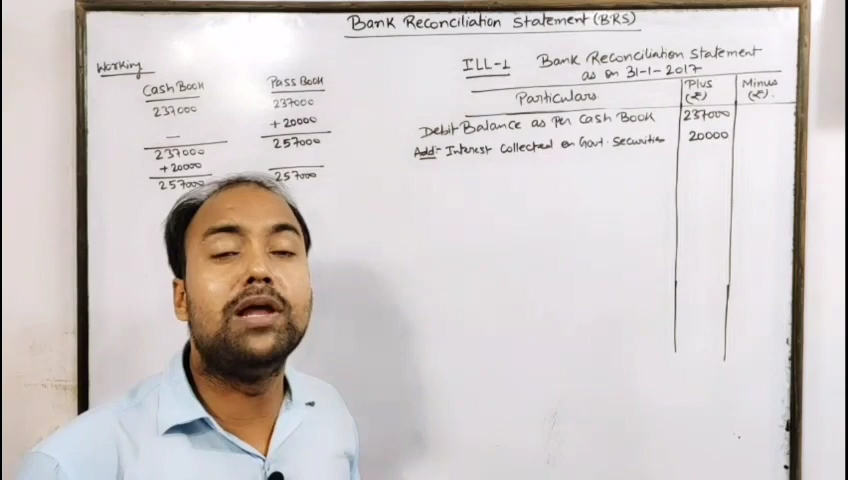 Bank Reconciliation Statement (BRS)
Working
Cash Book
237000
—
237000
+20000
257000
Pass Book
237000
+ 20000
257000
257000
ILL-1 Bank Reconciliation Statement
as on 31-1-2017
Particulars Plus (₹) Minus (₹).
Debit Balance as Per Cash Book 237000
Add:- Interest Collected on Govt. Securities 20000